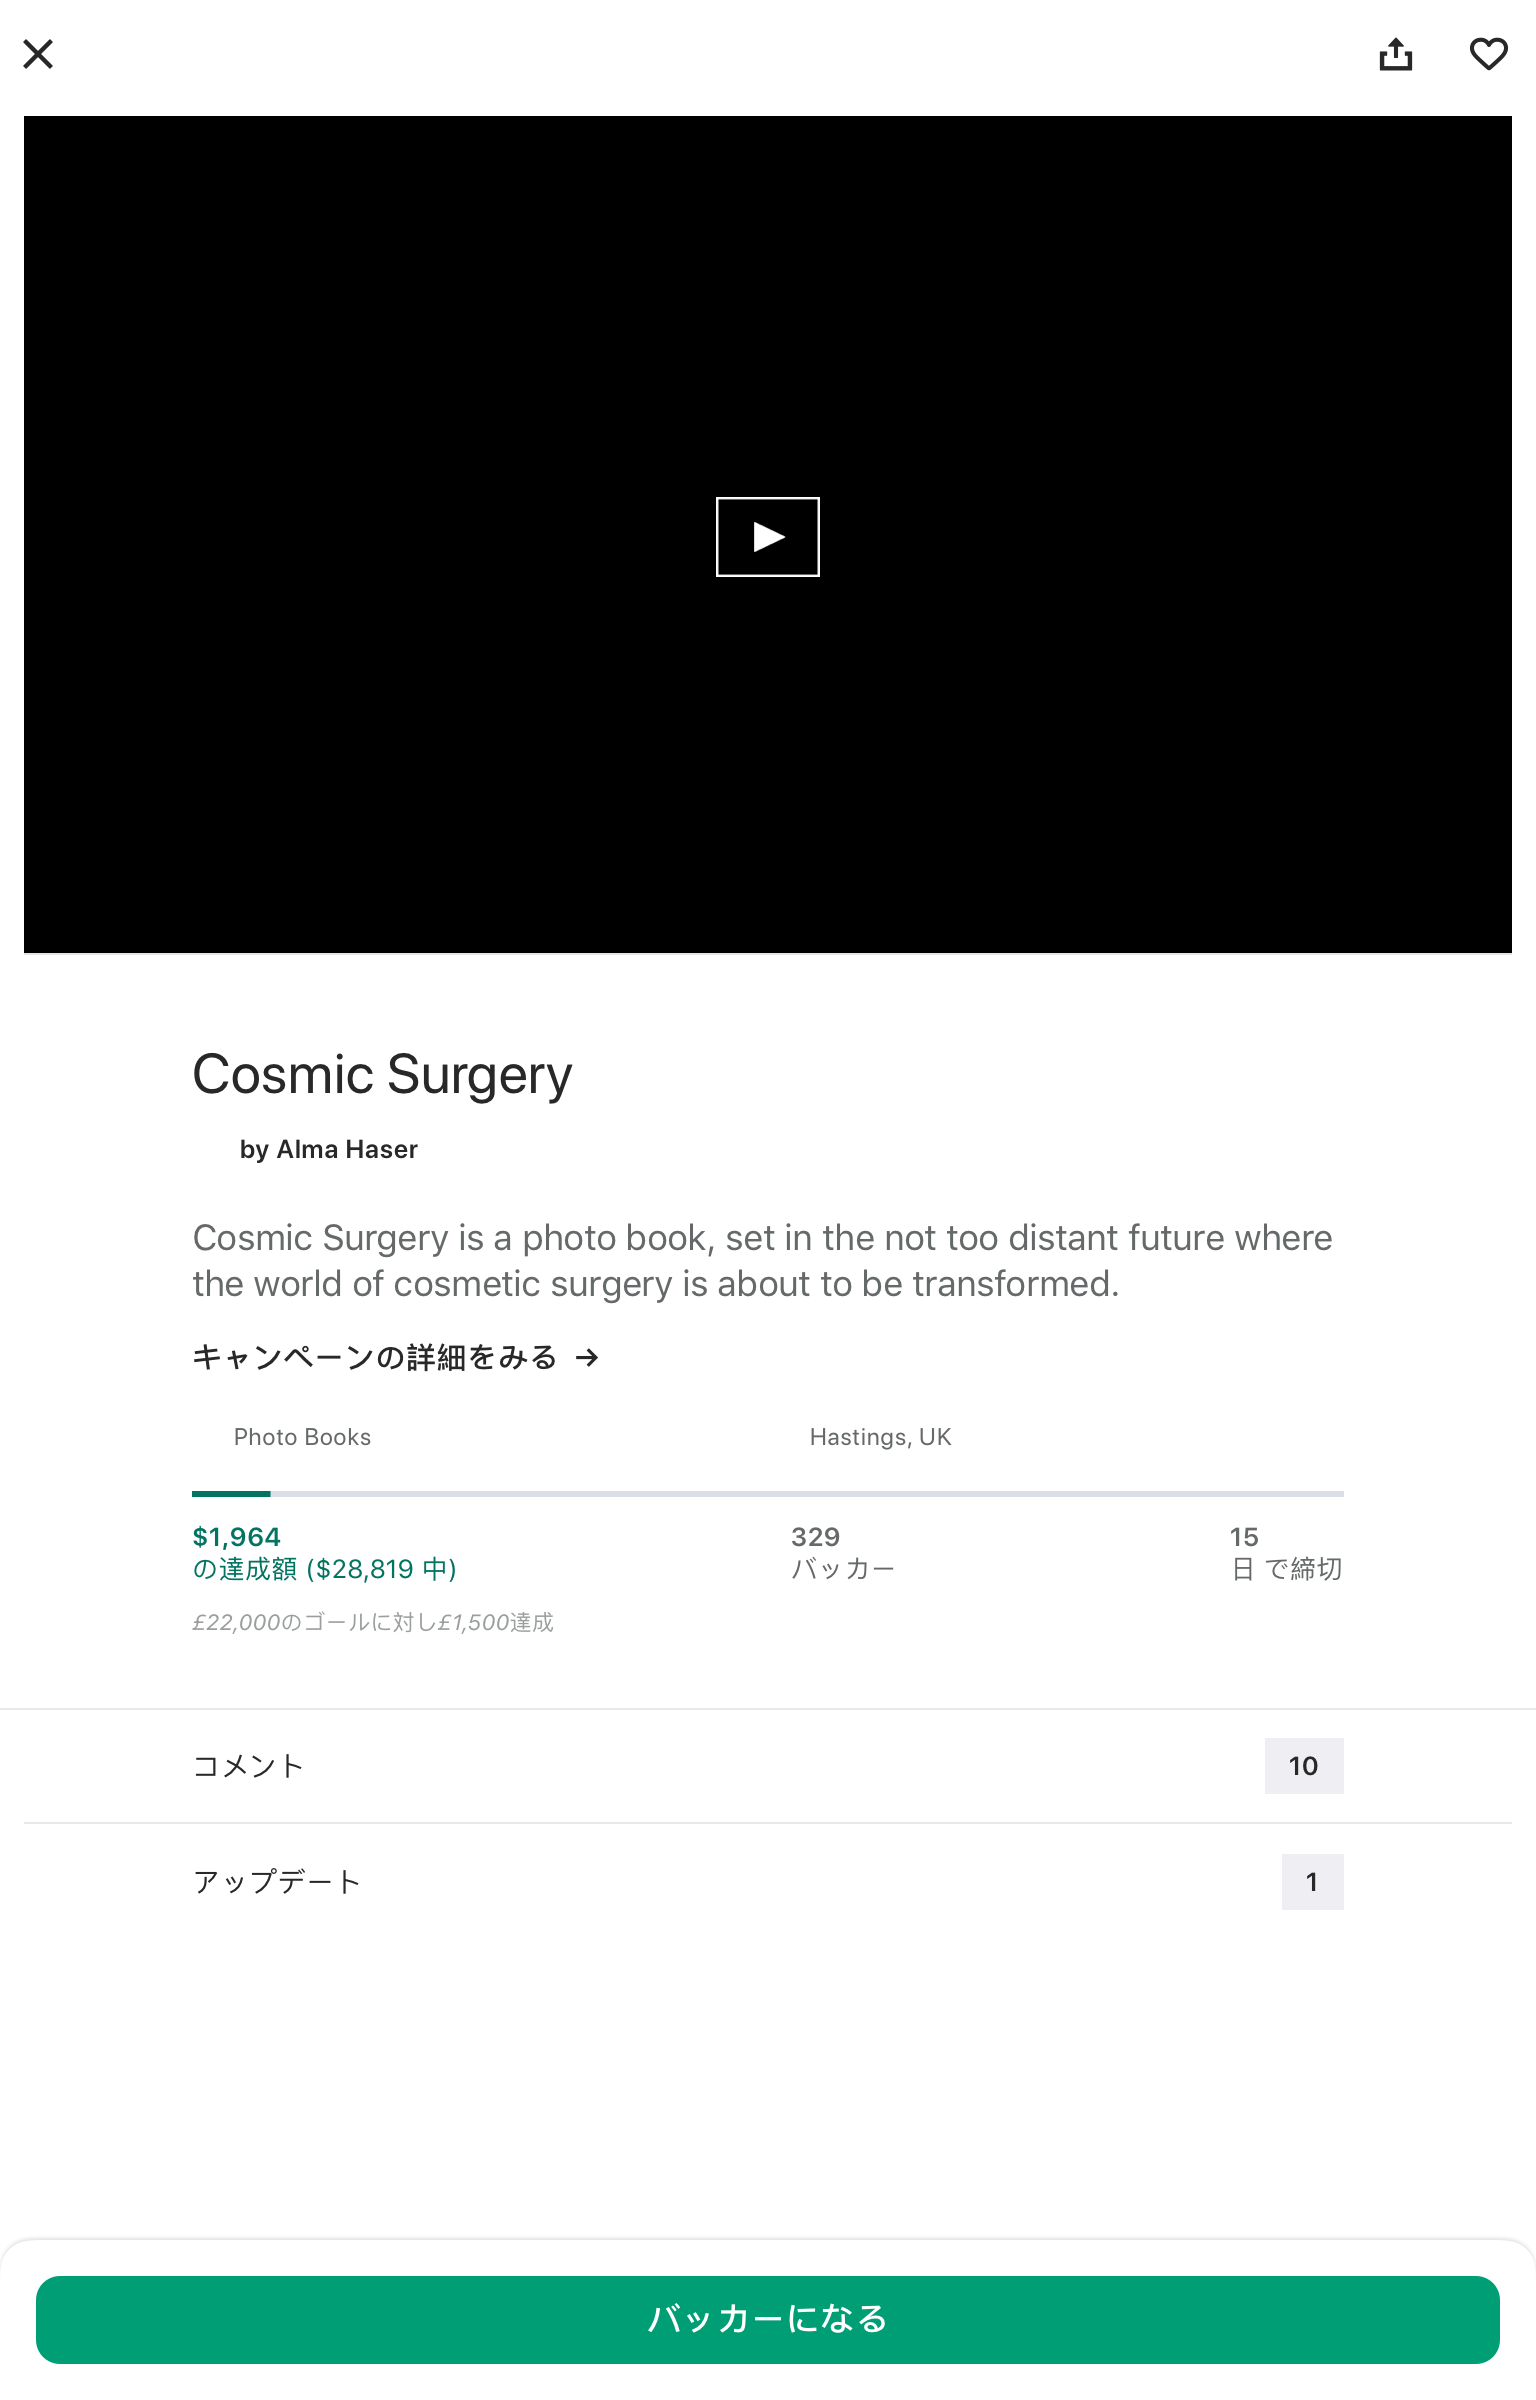 Cosmic Surgery
by Alma Haser
Cosmic Surgery is a photo book, set in the not too distant future where
the world of cosmetic surgery is about to be transformed.
キャンペーンの詳細をみる →
Photo Books
Hastings, UK
$1,964
の達成額 ($28,819 中)
329
バッカー
15
日 で締切
£22,000のゴールに対し£1,500達成
コメント
10
アップデート
1
バッカーになる